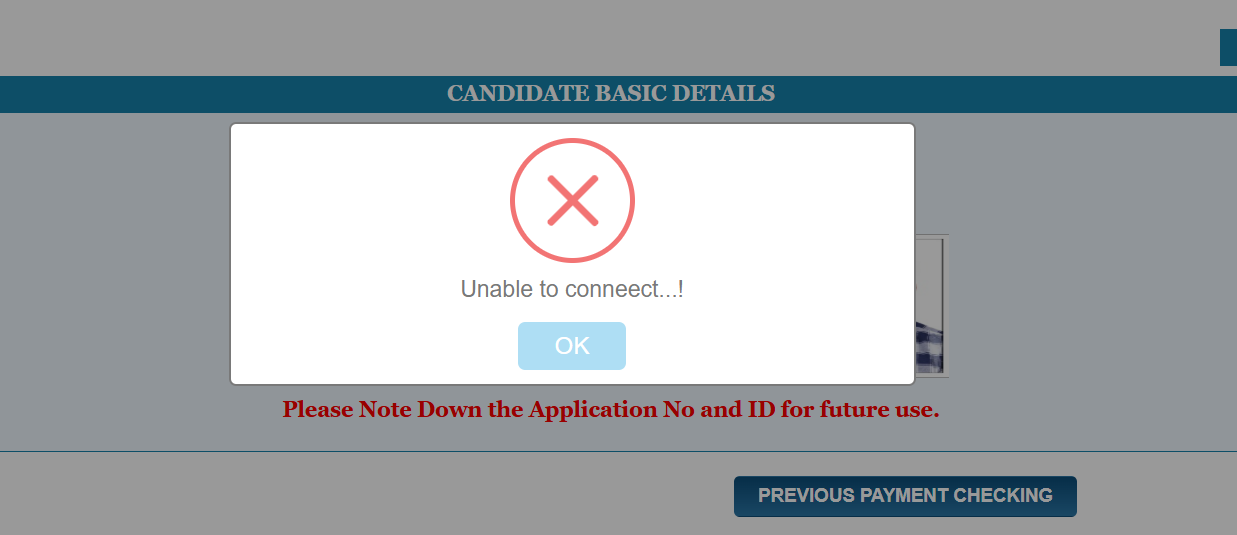 CANDIDATE BASIC DETAILS
Unable to conneect...!
OK
Please Note Down the Application No and ID for future use.
PREVIOUS PAYMENT CHECKING